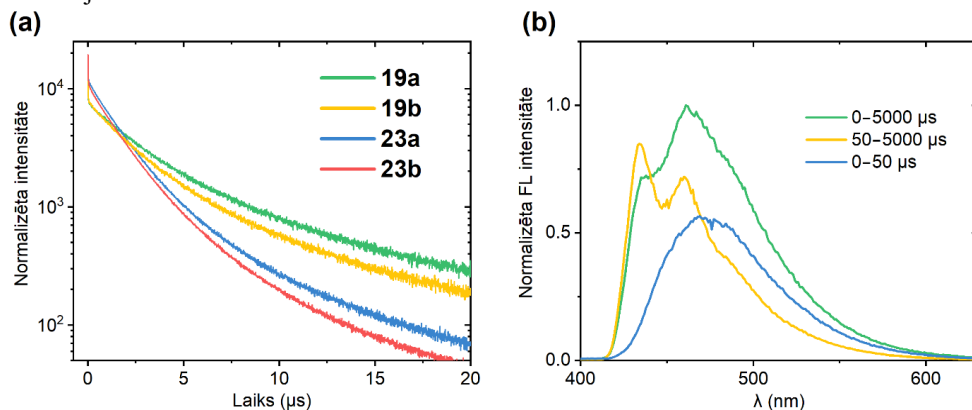 (a)
(b)
Normalizēta intensitāte
10⁴
10³
10²
0
5
10
15
20
Laiks (µs)
19a
19b
23a
23b
Normalizēta FL intensitāte
1.0
0.5
0.0
400
500
600
λ (nm)
0–5000 µs
50–5000 µs
0–50 µs